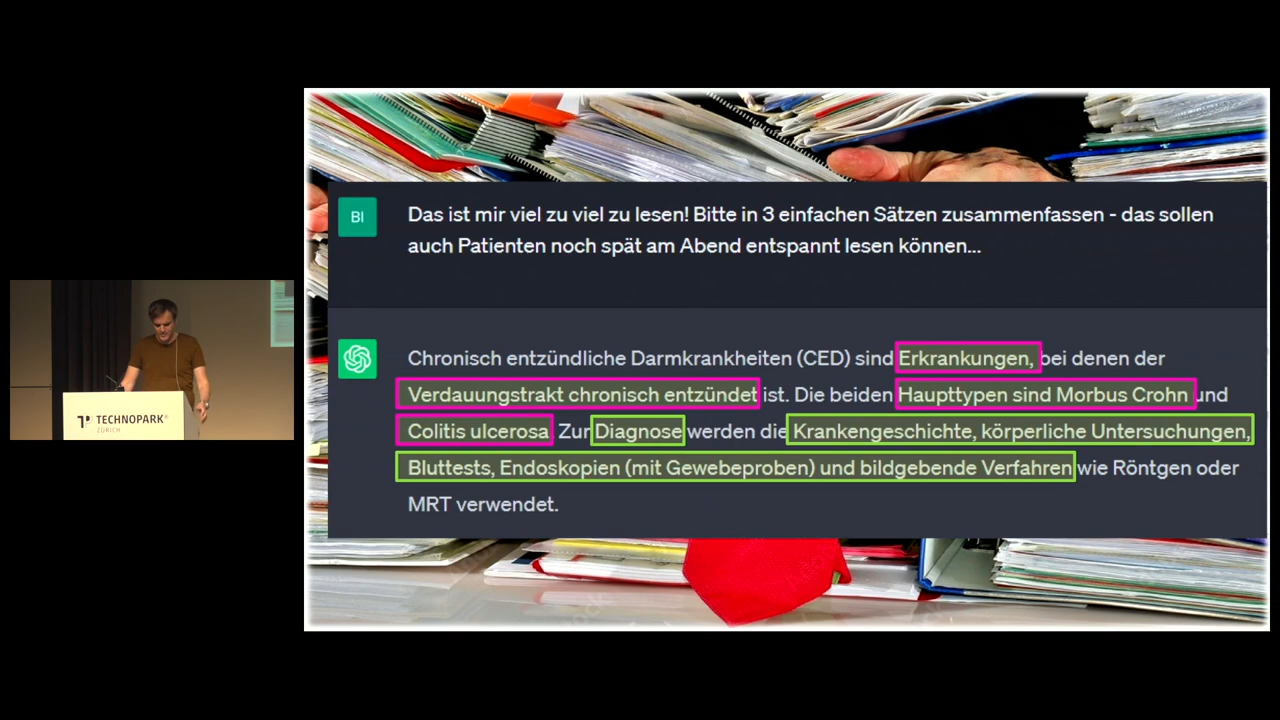 BI
Das ist mir viel zu viel zu lesen! Bitte in 3 einfachen Sätzen zusammenfassen - das sollen
auch Patienten noch spät am Abend entspannt lesen können...
Chronisch entzündliche Darmkrankheiten (CED) sind Erkrankungen, bei denen der
Verdauungstrakt chronisch entzündet ist. Die beiden Haupttypen sind Morbus Crohn und
Colitis ulcerosa. Zur Diagnose werden die Krankengeschichte, körperliche Untersuchungen,
Bluttests, Endoskopien (mit Gewebeproben) und bildgebende Verfahren wie Röntgen oder
MRT verwendet.
TECHNOPARK®
ZÜRICH